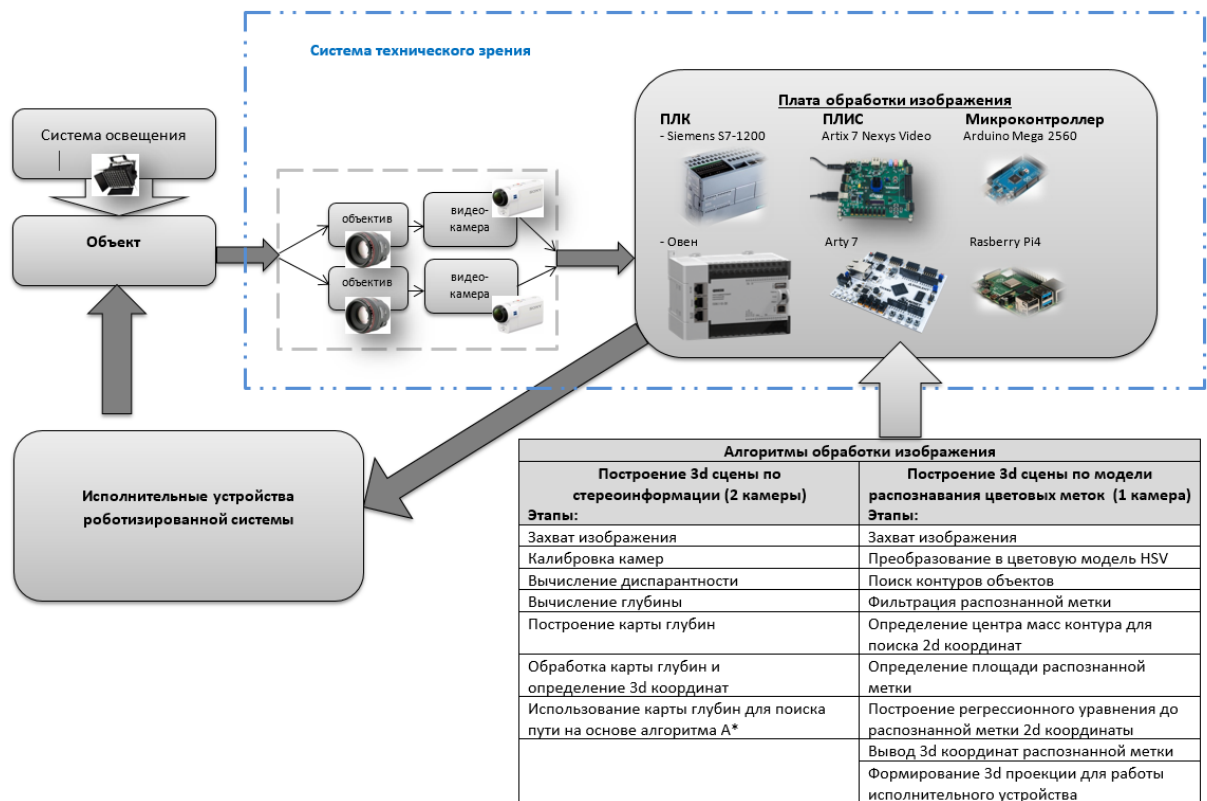 Система технического зрения
Система освещения
Объект
объектив
видео-
камера
объектив
видео-
камера
Плата обработки изображения
ПЛК
- Siemens S7-1200
ПЛИС
Artix 7 Nexys Video
Микроконтроллер
Arduino Mega 2560
- Овен
Arty 7
Rasberry Pi4
Исполнительные устройства
роботизированной системы
Алгоритмы обработки изображения
Построение 3d сцены по
стереоинформации (2 камеры)
Этапы:
Построение 3d сцены по модели
распознавания цветовых меток (1 камера)
Этапы:
Захват изображения
Захват изображения
Калибровка камер
Преобразование в цветовую модель HSV
Вычисление диспарантности
Поиск контуров объектов
Вычисление глубины
Фильтрация распознанной метки
Построение карты глубин
Определение центра масс контура для
поиска 2d координат
Обработка карты глубин и
определение 3d координат
Определение площади распознанной
метки
Использование карты глубин для поиска
пути на основе алгоритма A*
Построение регрессионного уравнения до
распознанной метки 2d координаты
Вывод 3d координат распознанной метки
Формирование 3d проекции для работы
исполнительного устройства